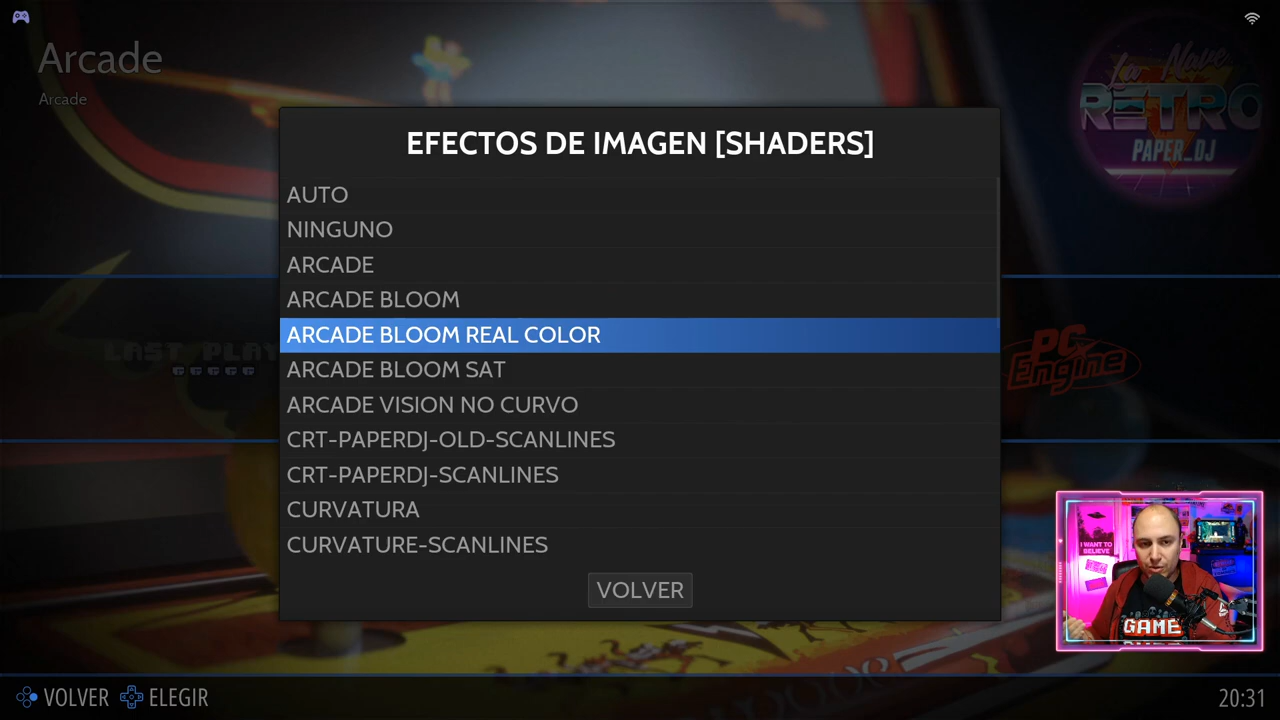 Arcade
Arcade
La Nave
RETRO
PAPER_DJ
EFECTOS DE IMAGEN [SHADERS]
AUTO
NINGUNO
ARCADE
ARCADE BLOOM
ARCADE BLOOM REAL COLOR
ARCADE BLOOM SAT
ARCADE VISION NO CURVO
CRT-PAPERDJ-OLD-SCANLINES
CRT-PAPERDJ-SCANLINES
CURVATURA
CURVATURE-SCANLINES
VOLVER
LAST PLAY
PC
Engine
I WANT TO
BELIEVE
GAME
VOLVER
ELEGIR
20:31